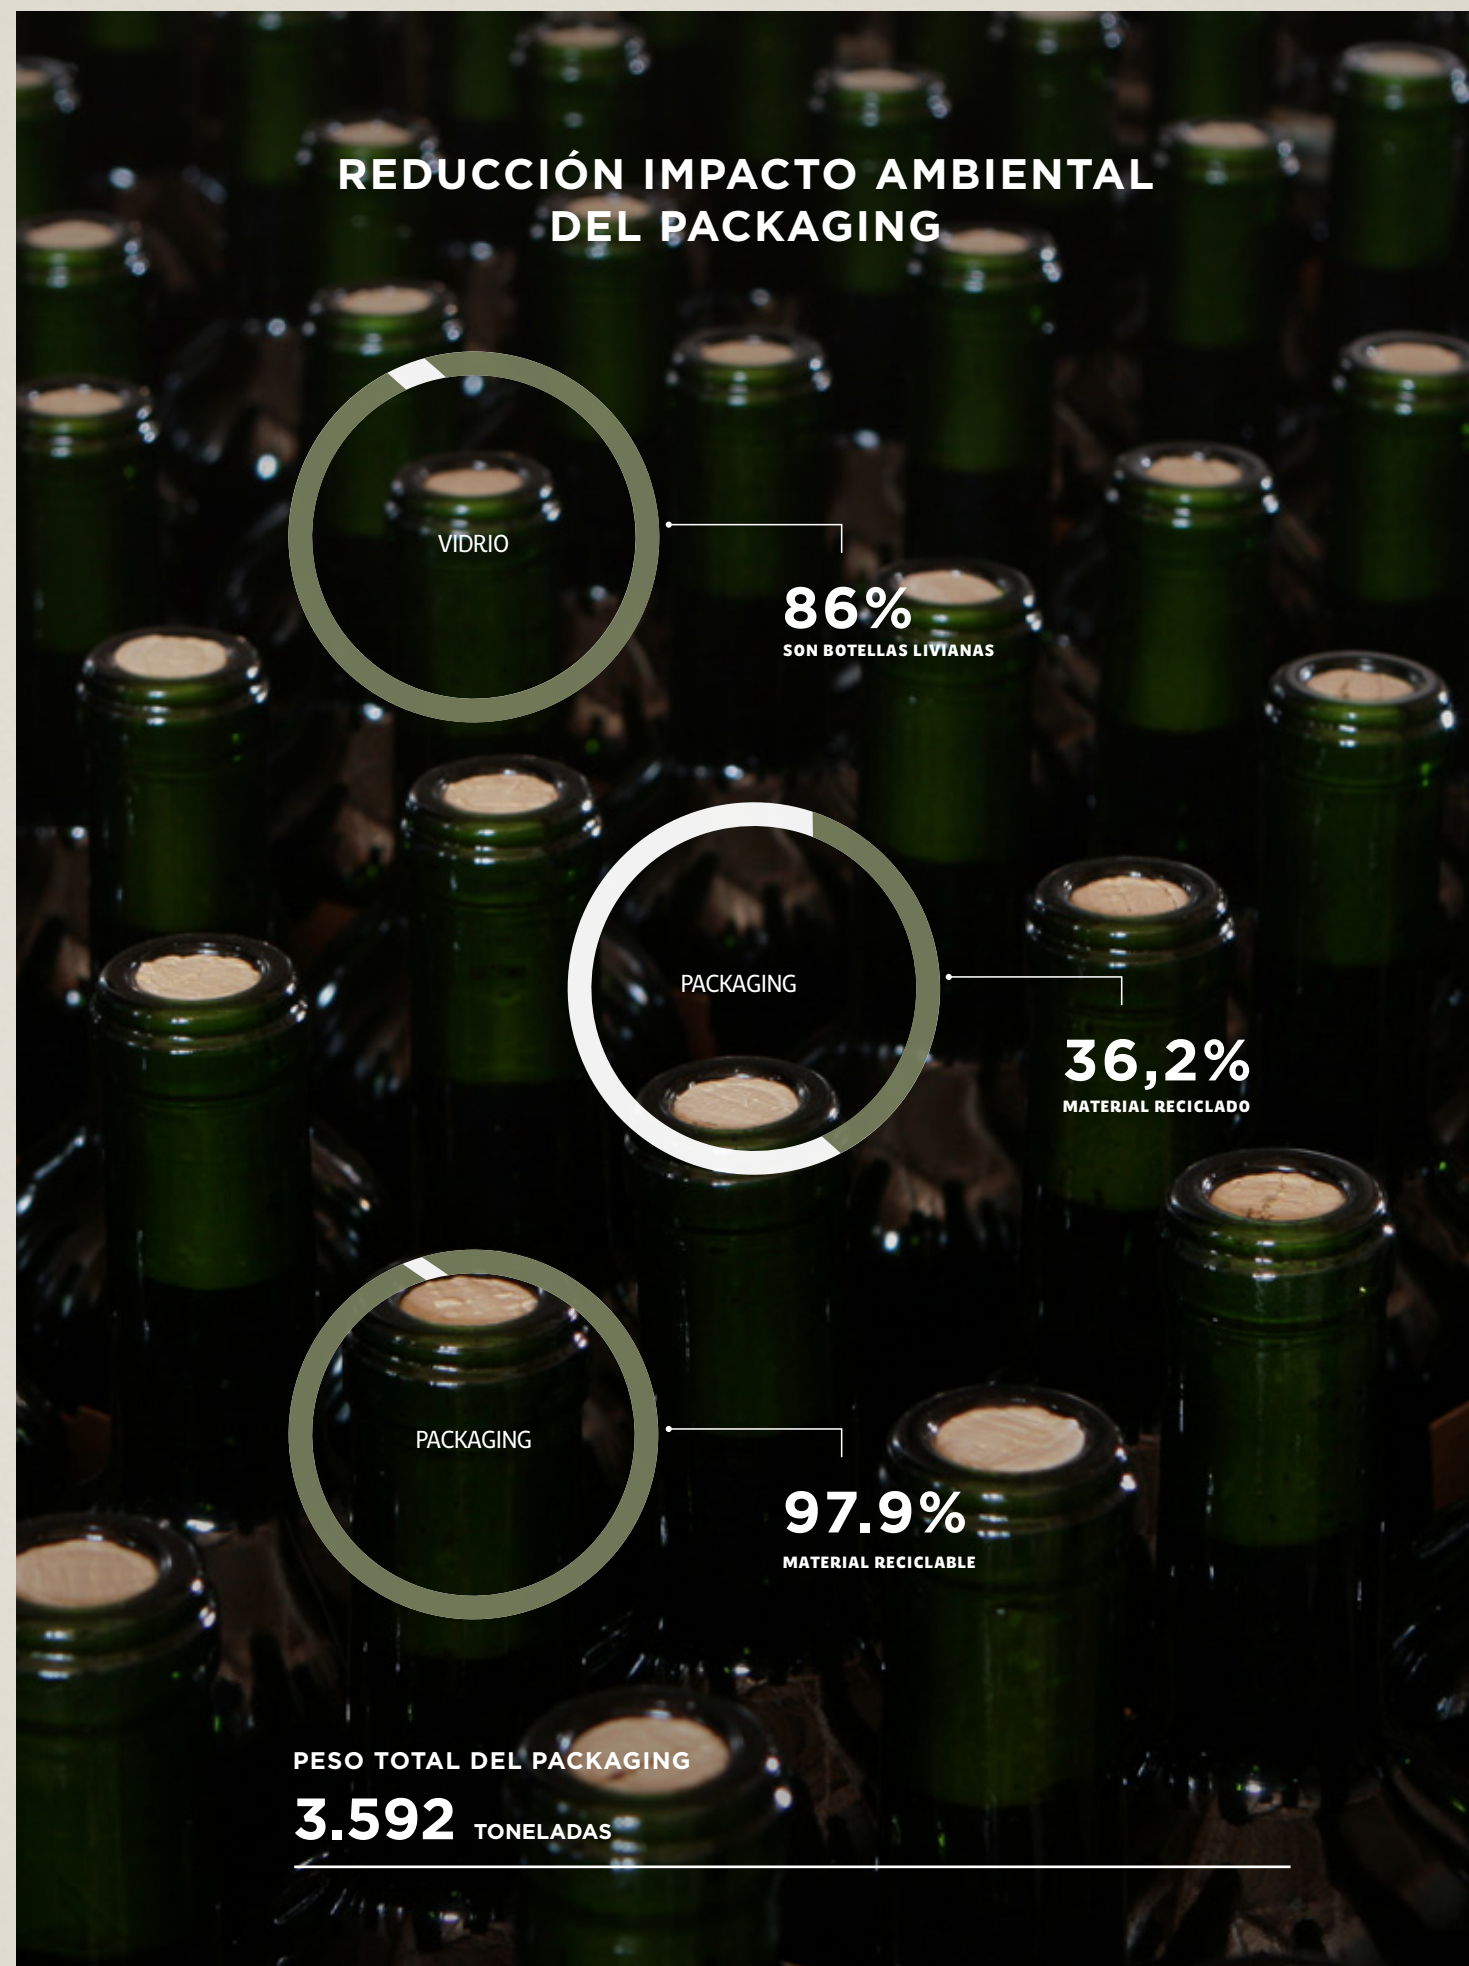 REDUCCIÓN IMPACTO AMBIENTAL
DEL PACKAGING
VIDRIO
86%
SON BOTELLAS LIVIANAS
PACKAGING
36,2%
MATERIAL RECICLADO
PACKAGING
97.9%
MATERIAL RECICLABLE
PESO TOTAL DEL PACKAGING
3.592 TONELADAS